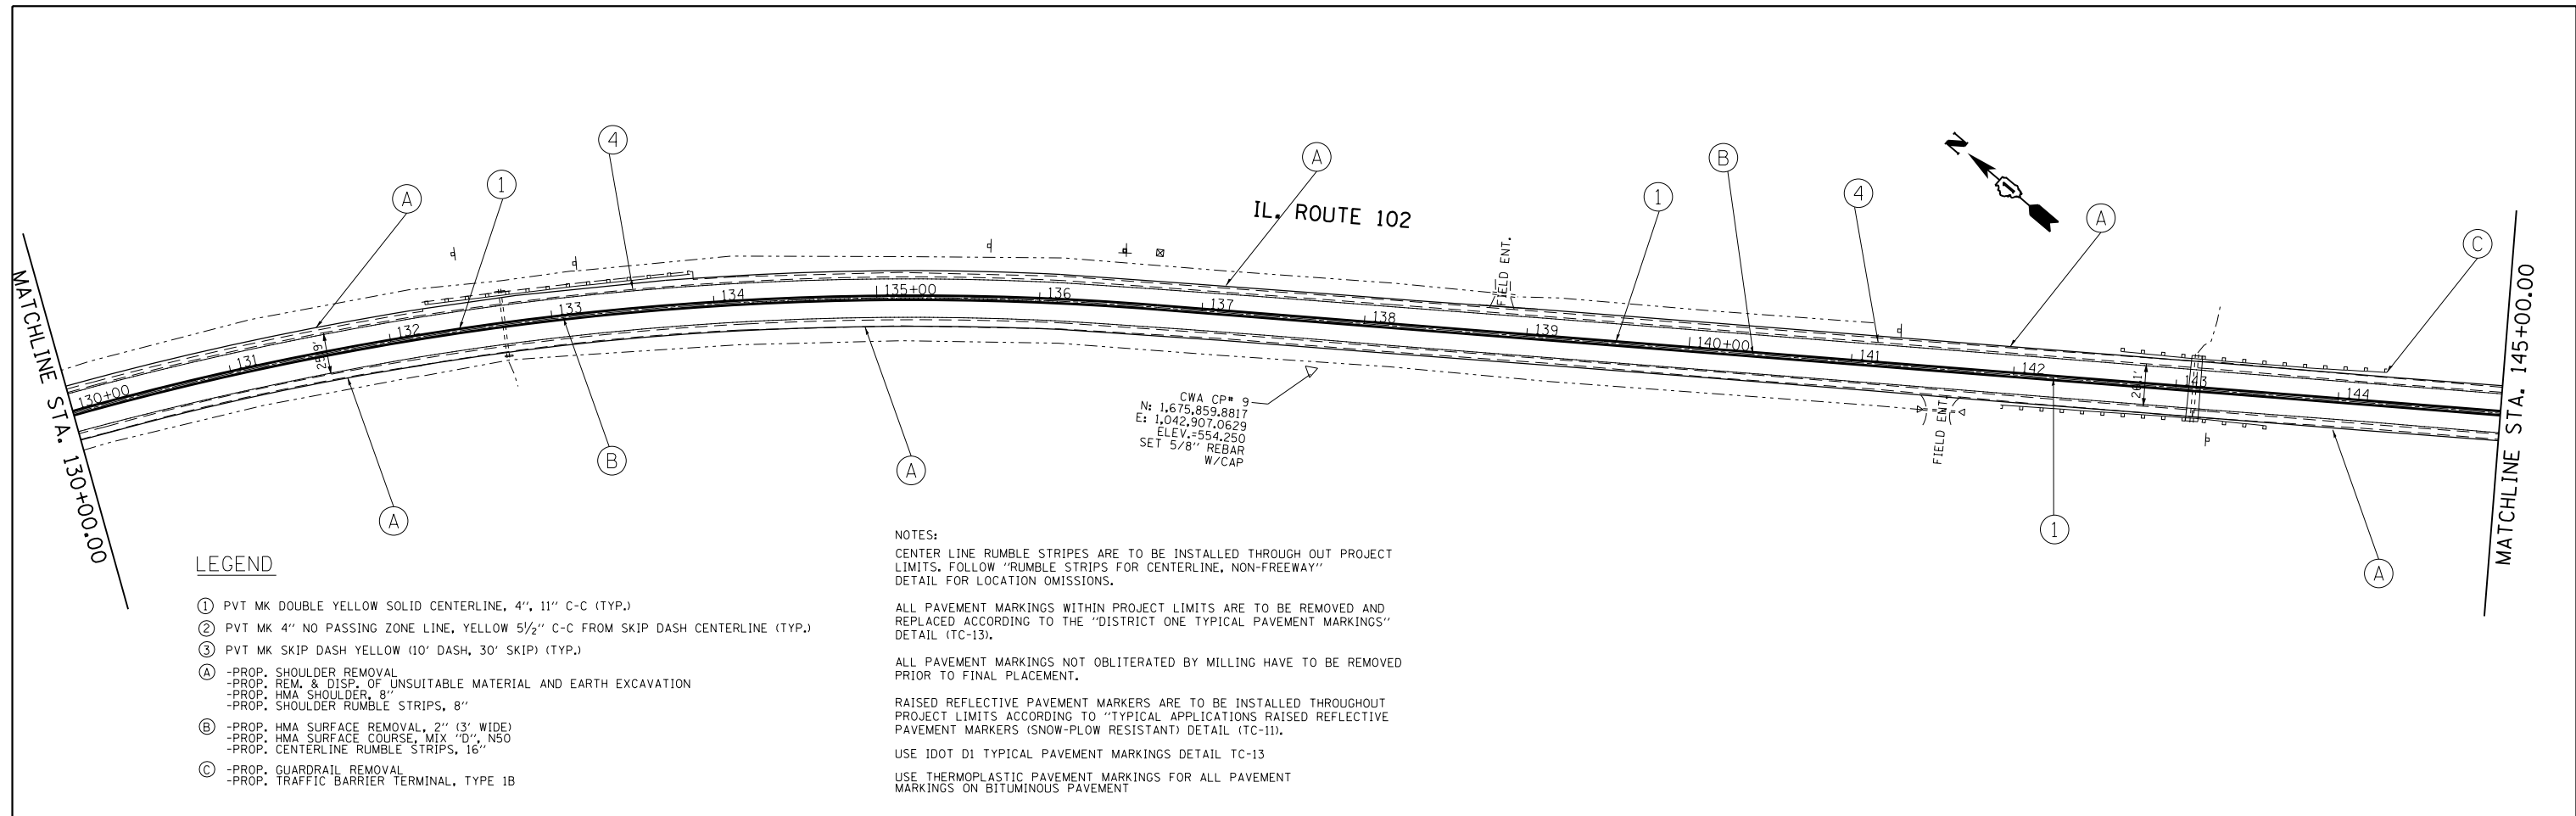 4
A
1
A
B
1
4
A
C
N
1
IL. ROUTE 102
FIELD ENT.
MATCHLINE STA. 130+00.00
130+00
131
132
133
134
135+00
136
137
138
139
140+00
141
142
143
144
MATCHLINE STA. 145+00.00
25.9'
CWA CP# 9
N: 1,675,859.8817
E: 1,042,907.0629
ELEV.=554.250
SET 5/8" REBAR
W/CAP
FIELD ENT.
B
A
A
1
A
LEGEND
1 PVT MK DOUBLE YELLOW SOLID CENTERLINE, 4", 11" C-C (TYP.)
2 PVT MK 4" NO PASSING ZONE LINE, YELLOW 5½" C-C FROM SKIP DASH CENTERLINE (TYP.)
3 PVT MK SKIP DASH YELLOW (10' DASH, 30' SKIP) (TYP.)
A -PROP. SHOULDER REMOVAL
-PROP. REM. & DISP. OF UNSUITABLE MATERIAL AND EARTH EXCAVATION
-PROP. HMA SHOULDER, 8"
-PROP. SHOULDER RUMBLE STRIPS, 8"
B -PROP. HMA SURFACE REMOVAL, 2" (3' WIDE)
-PROP. HMA SURFACE COURSE, MIX "D", N50
-PROP. CENTERLINE RUMBLE STRIPS, 16"
C -PROP. GUARDRAIL REMOVAL
-PROP. TRAFFIC BARRIER TERMINAL, TYPE 1B
NOTES:
CENTER LINE RUMBLE STRIPES ARE TO BE INSTALLED THROUGH OUT PROJECT
LIMITS. FOLLOW "RUMBLE STRIPS FOR CENTERLINE, NON-FREEWAY"
DETAIL FOR LOCATION OMISSIONS.
ALL PAVEMENT MARKINGS WITHIN PROJECT LIMITS ARE TO BE REMOVED AND
REPLACED ACCORDING TO THE "DISTRICT ONE TYPICAL PAVEMENT MARKINGS"
DETAIL (TC-13).
ALL PAVEMENT MARKINGS NOT OBLITERATED BY MILLING HAVE TO BE REMOVED
PRIOR TO FINAL PLACEMENT.
RAISED REFLECTIVE PAVEMENT MARKERS ARE TO BE INSTALLED THROUGHOUT
PROJECT LIMITS ACCORDING TO "TYPICAL APPLICATIONS RAISED REFLECTIVE
PAVEMENT MARKERS (SNOW-PLOW RESISTANT) DETAIL (TC-11).
USE IDOT D1 TYPICAL PAVEMENT MARKINGS DETAIL TC-13
USE THERMOPLASTIC PAVEMENT MARKINGS FOR ALL PAVEMENT
MARKINGS ON BITUMINOUS PAVEMENT